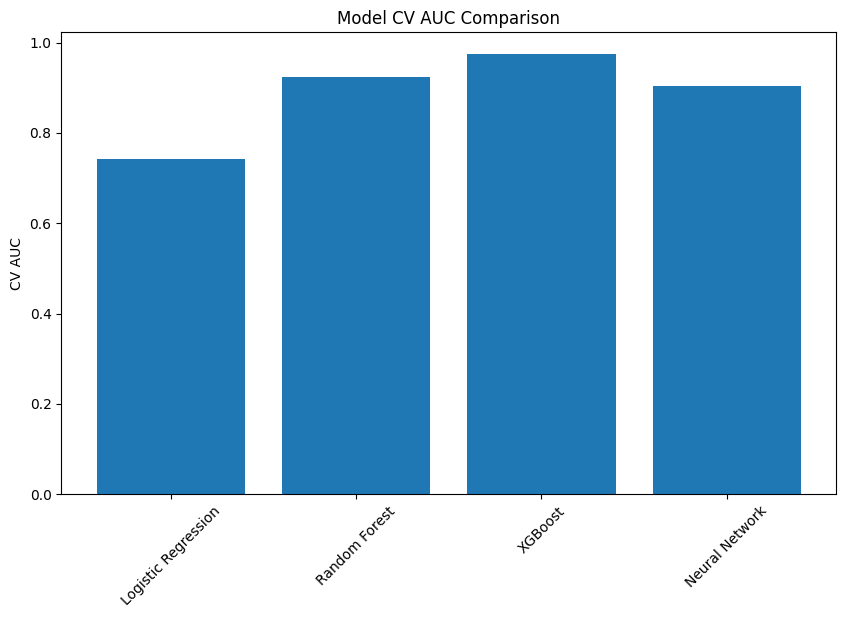 Model CV AUC Comparison
CV AUC
1.0
0.8
0.6
0.4
0.2
0.0
Logistic Regression
Random Forest
XGBoost
Neural Network